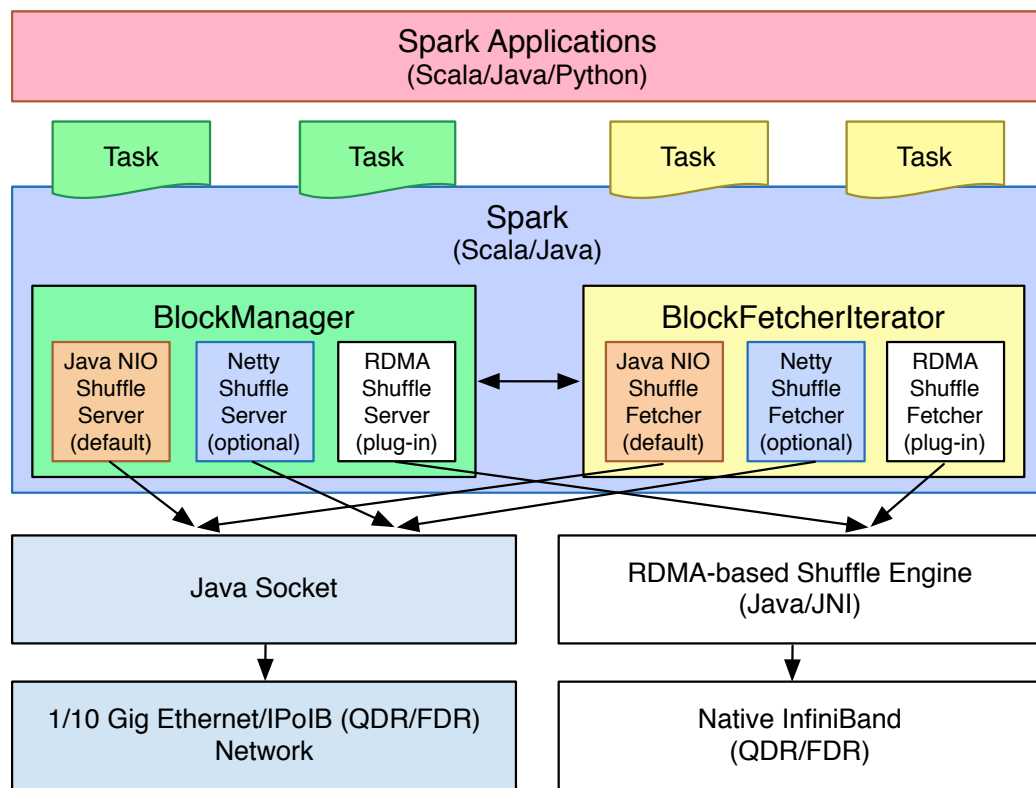 Spark Applications
(Scala/Java/Python)
Task
Task
Task
Task
Spark
(Scala/Java)
BlockManager
Java NIO
Shuffle
Server
(default)
Netty
Shuffle
Server
(optional)
RDMA
Shuffle
Server
(plug-in)
BlockFetcherIterator
Java NIO
Shuffle
Fetcher
(default)
Netty
Shuffle
Fetcher
(optional)
RDMA
Shuffle
Fetcher
(plug-in)
Java Socket
RDMA-based Shuffle Engine
(Java/JNI)
1/10 Gig Ethernet/IPoIB (QDR/FDR)
Network
Native InfiniBand
(QDR/FDR)